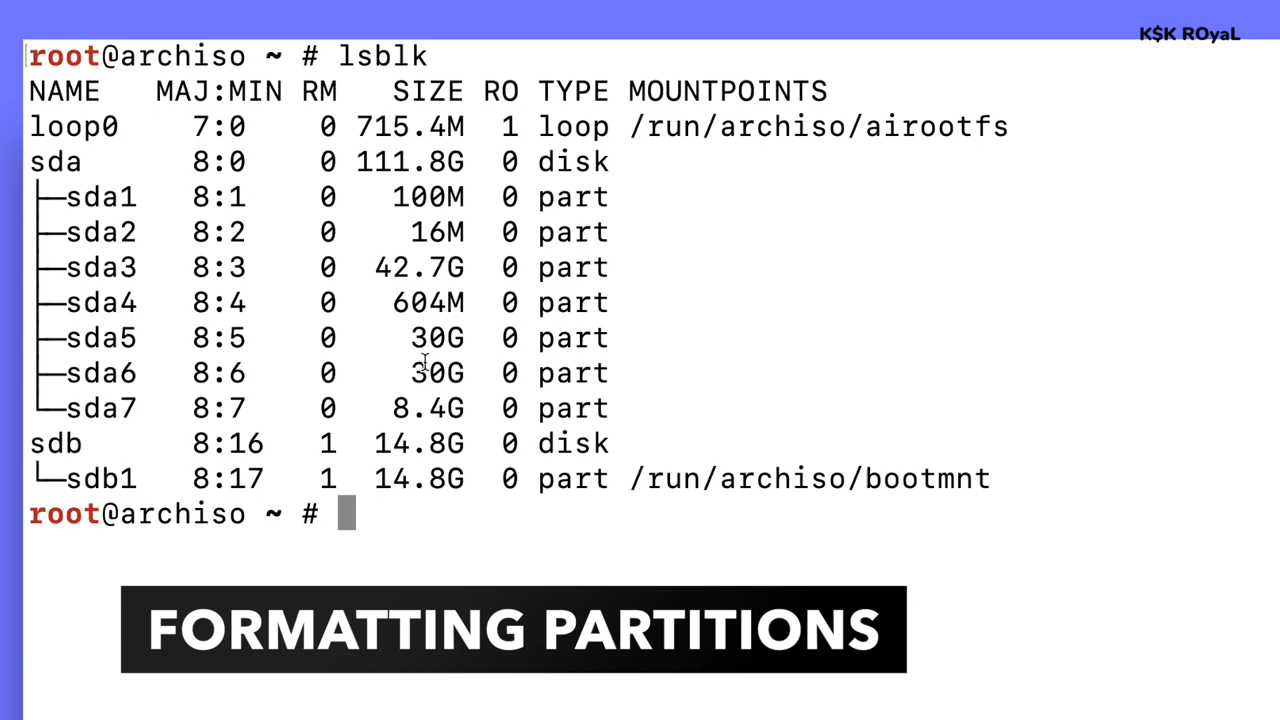 K$K ROyaL
root@archiso ~ # lsblk
NAME   MAJ:MIN RM   SIZE RO TYPE MOUNTPOINTS
loop0    7:0    0 715.4M  1 loop /run/archiso/airootfs
sda      8:0    0 111.8G  0 disk
├─sda1   8:1    0   100M  0 part
├─sda2   8:2    0    16M  0 part
├─sda3   8:3    0  42.7G  0 part
├─sda4   8:4    0   604M  0 part
├─sda5   8:5    0    30G  0 part
├─sda6   8:6    0    30G  0 part
└─sda7   8:7    0   8.4G  0 part
sdb      8:16   1  14.8G  0 disk
└─sdb1   8:17   1  14.8G  0 part /run/archiso/bootmnt
root@archiso ~ #
FORMATTING PARTITIONS